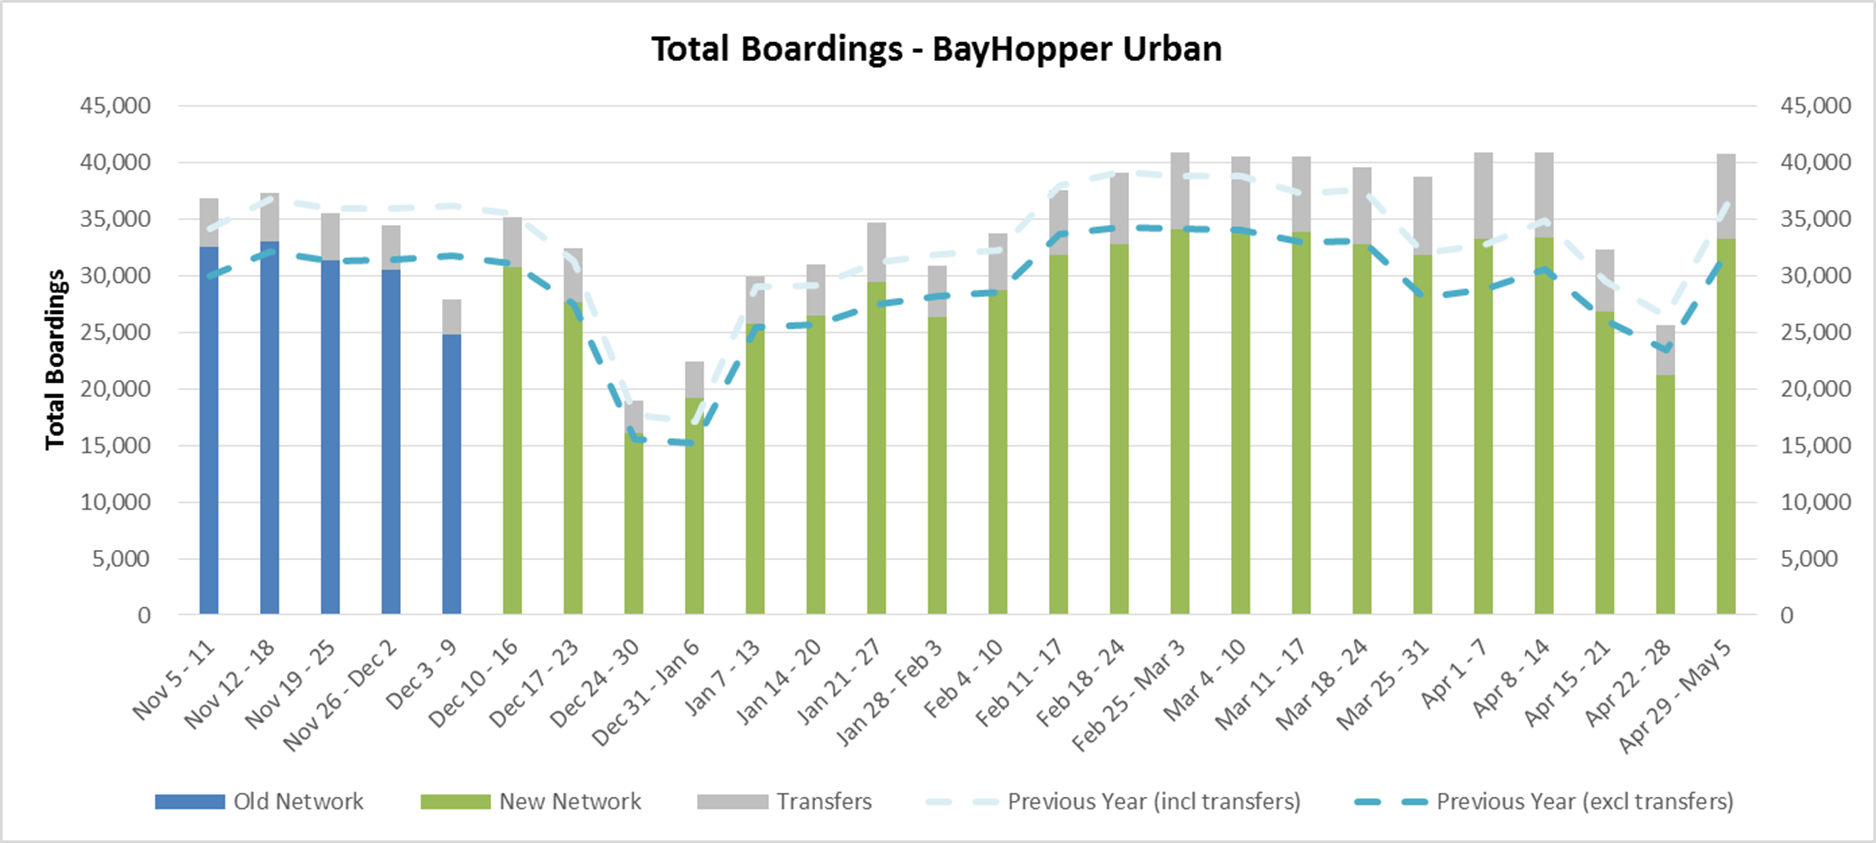 Total Boardings - BayHopper Urban
Total Boardings
45,000
40,000
35,000
30,000
25,000
20,000
15,000
10,000
5,000
0
45,000
40,000
35,000
30,000
25,000
20,000
15,000
10,000
5,000
0
Nov 5 - 11
Nov 12 - 18
Nov 19 - 25
Nov 26 - Dec 2
Dec 3 - 9
Dec 10 - 16
Dec 17 - 23
Dec 24 - 30
Dec 31 - Jan 6
Jan 7 - 13
Jan 14 - 20
Jan 21 - 27
Jan 28 - Feb 3
Feb 4 - 10
Feb 11 - 17
Feb 18 - 24
Feb 25 - Mar 3
Mar 4 - 10
Mar 11 - 17
Mar 18 - 24
Mar 25 - 31
Apr 1 - 7
Apr 8 - 14
Apr 15 - 21
Apr 22 - 28
Apr 29 - May 5
Old Network
New Network
Transfers
Previous Year (incl transfers)
Previous Year (excl transfers)